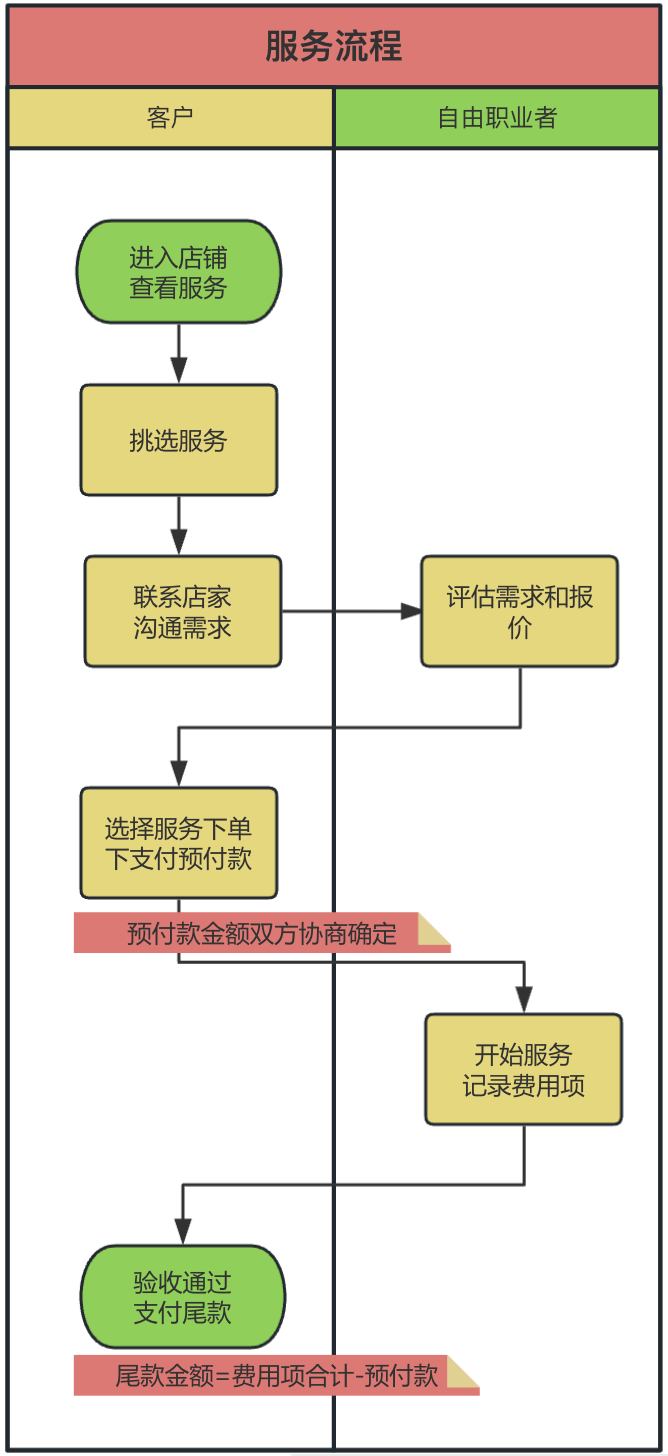 服务流程
客户
自由职业者
进入店铺
查看服务
挑选服务
联系店家
沟通需求
评估需求和报
价
选择服务下单
下支付预付款
预付款金额双方协商确定
开始服务
记录费用项
验收通过
支付尾款
尾款金额=费用项合计-预付款